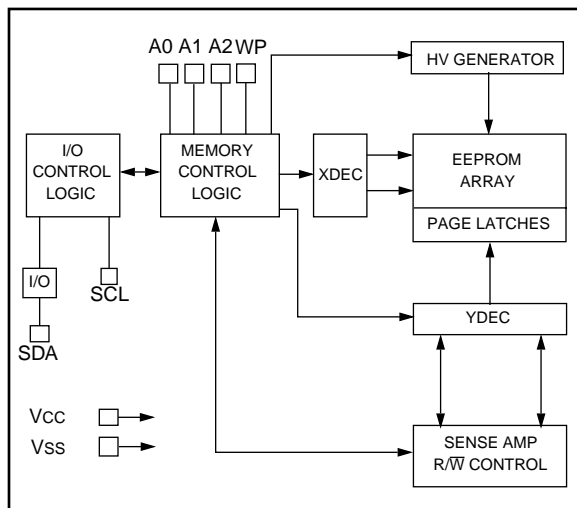 A0 A1 A2 WP
HV GENERATOR
I/O
CONTROL
LOGIC
MEMORY
CONTROL
LOGIC
XDEC
EEPROM
ARRAY
PAGE LATCHES
I/O
SCL
SDA
YDEC
VCC
VSS
SENSE AMP
R/W̅ CONTROL